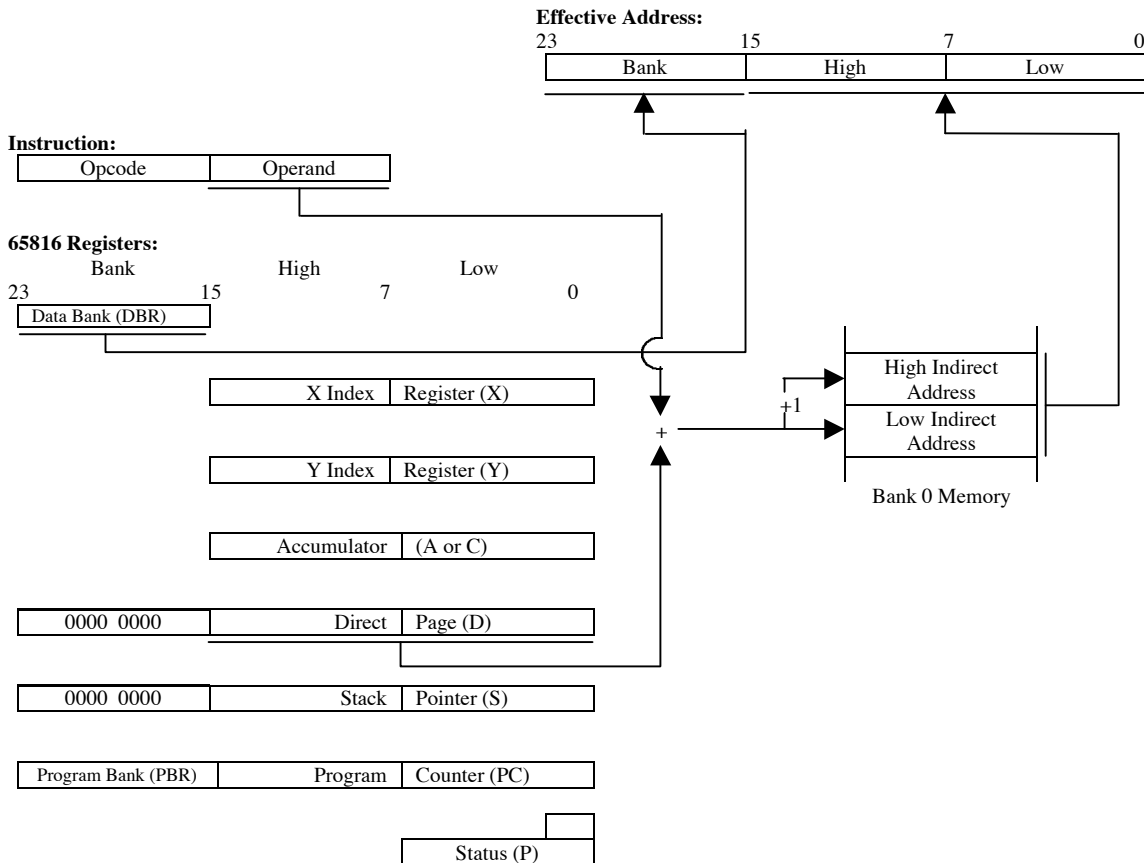 Effective Address:
23 15 7 0
Bank High Low
Instruction:
Opcode Operand
65816 Registers:
Bank High Low
23 15 7 0
Data Bank (DBR)
X Index Register (X)
High Indirect
Address
+1
Low Indirect
Address
+
Y Index Register (Y)
Bank 0 Memory
Accumulator (A or C)
0000 0000 Direct Page (D)
0000 0000 Stack Pointer (S)
Program Bank (PBR) Program Counter (PC)
Status (P)